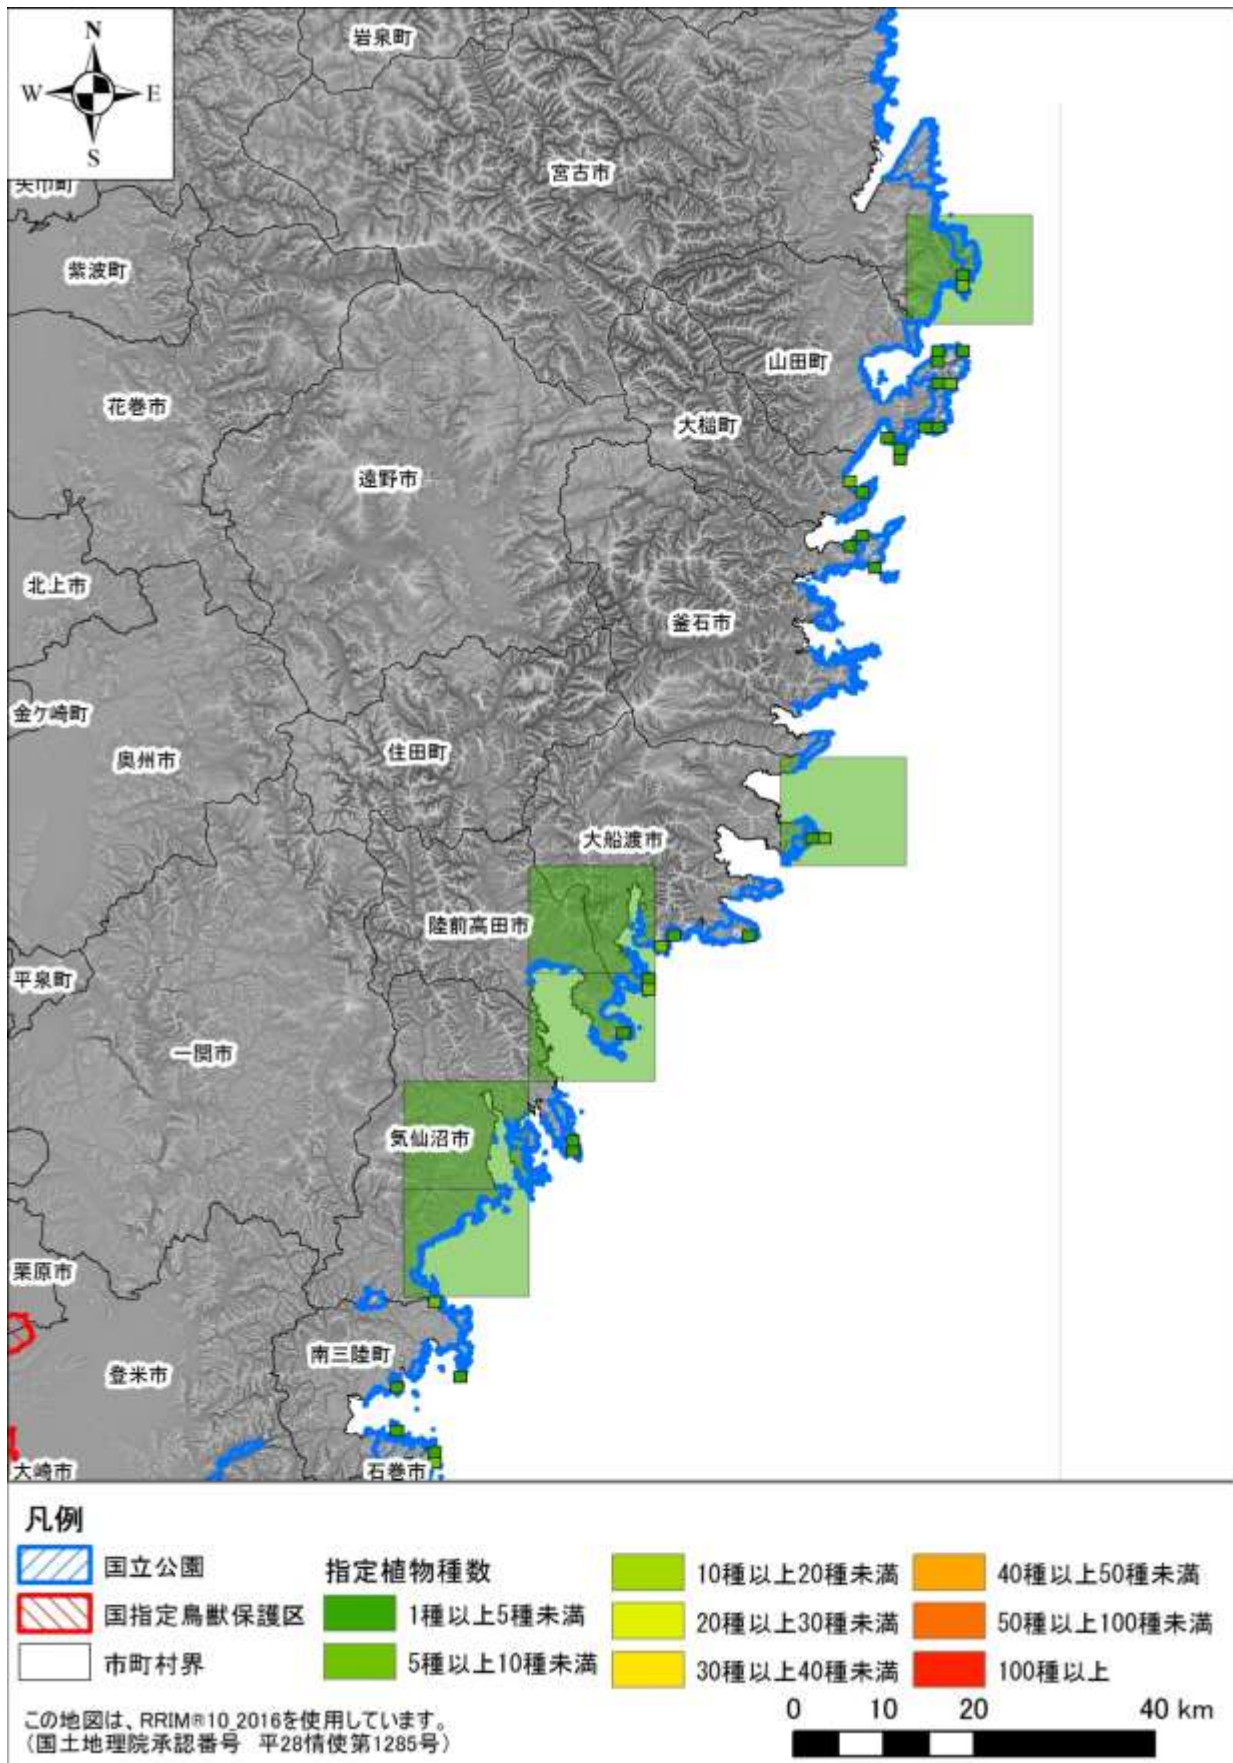 N
W E
S
岩泉町
宮古市
矢巾町
紫波町
山田町
花巻市
大槌町
遠野市
北上市
釜石市
金ケ崎町
住田町
奥州市
大船渡市
陸前高田市
平泉町
一関市
気仙沼市
栗原市
南三陸町
登米市
大崎市
石巻市
凡例
国立公園
国指定鳥獣保護区
市町村界
指定植物種数
1種以上5種未満
5種以上10種未満
10種以上20種未満
20種以上30種未満
30種以上40種未満
40種以上50種未満
50種以上100種未満
100種以上
この地図は、RRIM®10_2016を使用しています。
(国土地理院承認番号 平28情使第1285号)
0 10 20 40 km